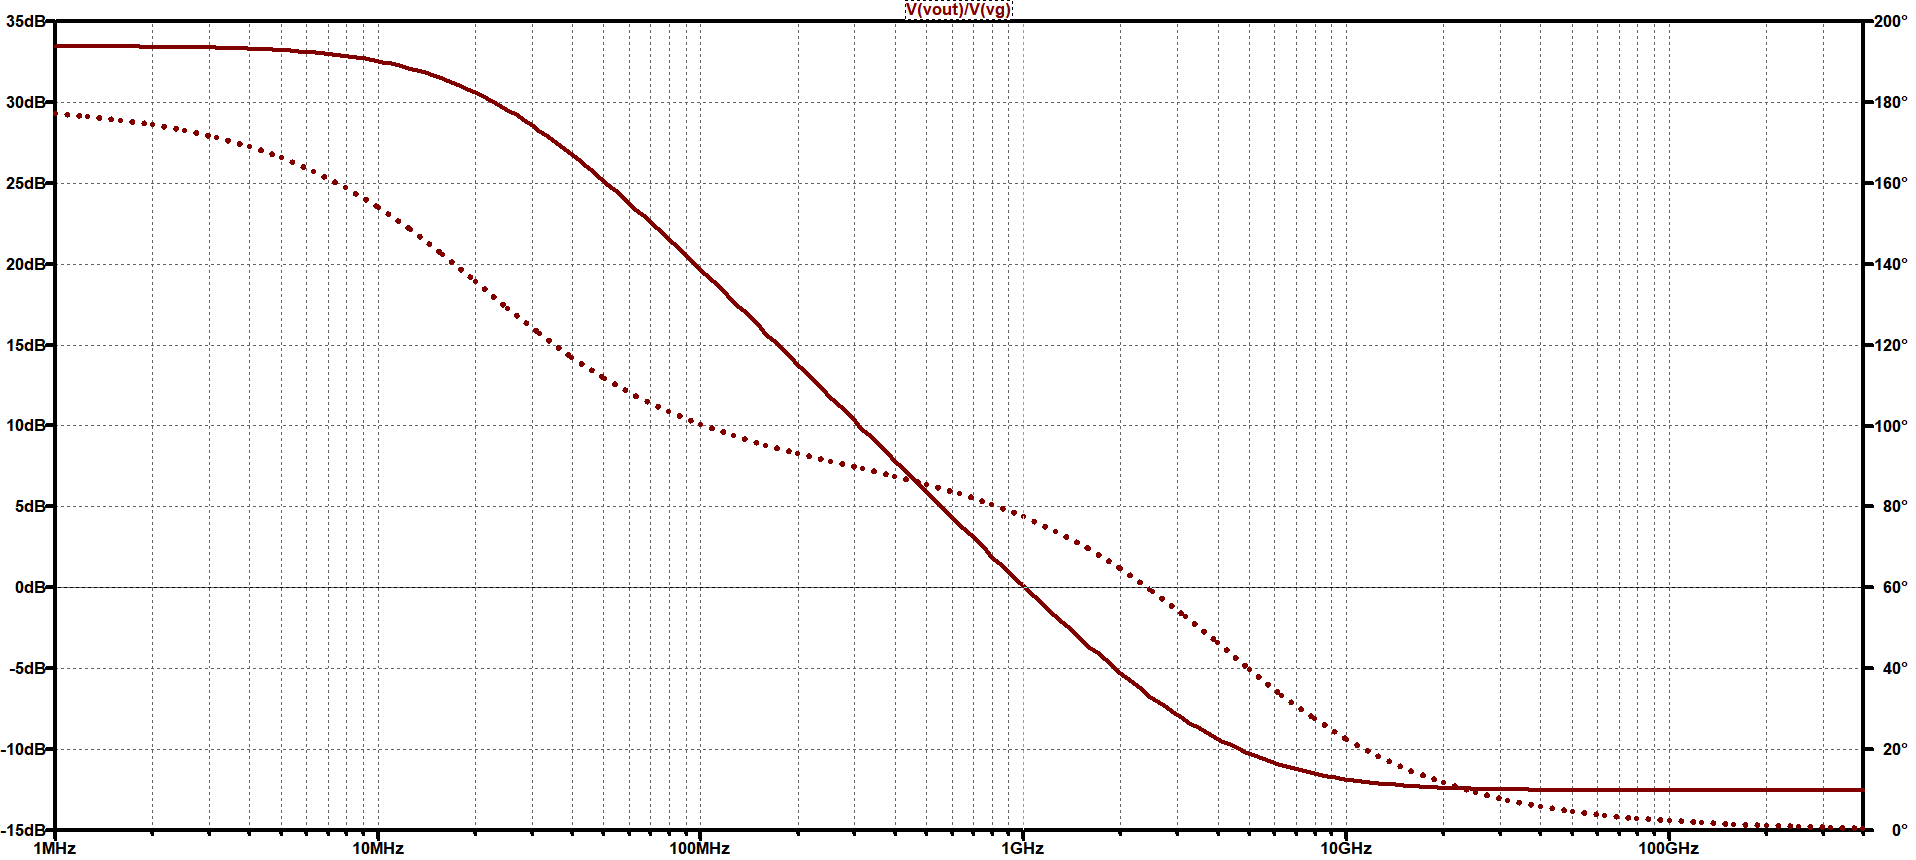 V(vout)/V(vg)
35dB
30dB
25dB
20dB
15dB
10dB
5dB
0dB
-5dB
-10dB
-15dB
200°
180°
160°
140°
120°
100°
80°
60°
40°
20°
0°
1MHz 10MHz 100MHz 1GHz 10GHz 100GHz